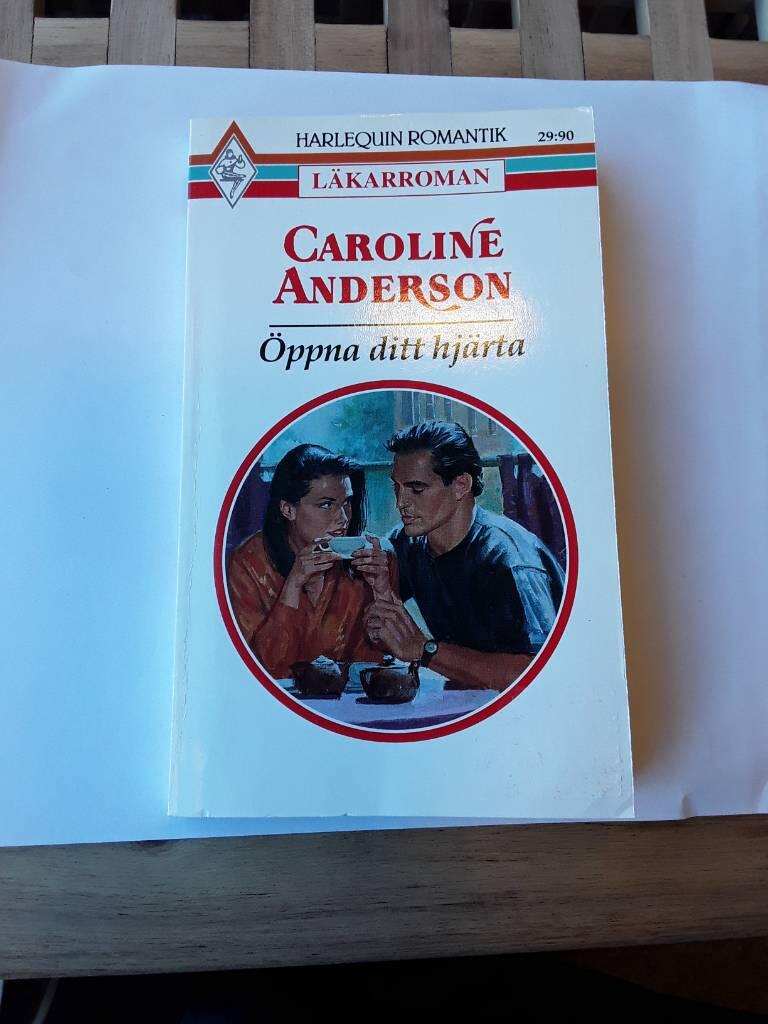 HARLEQUIN ROMANTIK 29:90
LÄKARROMAN
CAROLINE
ANDERSON
Öppna ditt hjärta